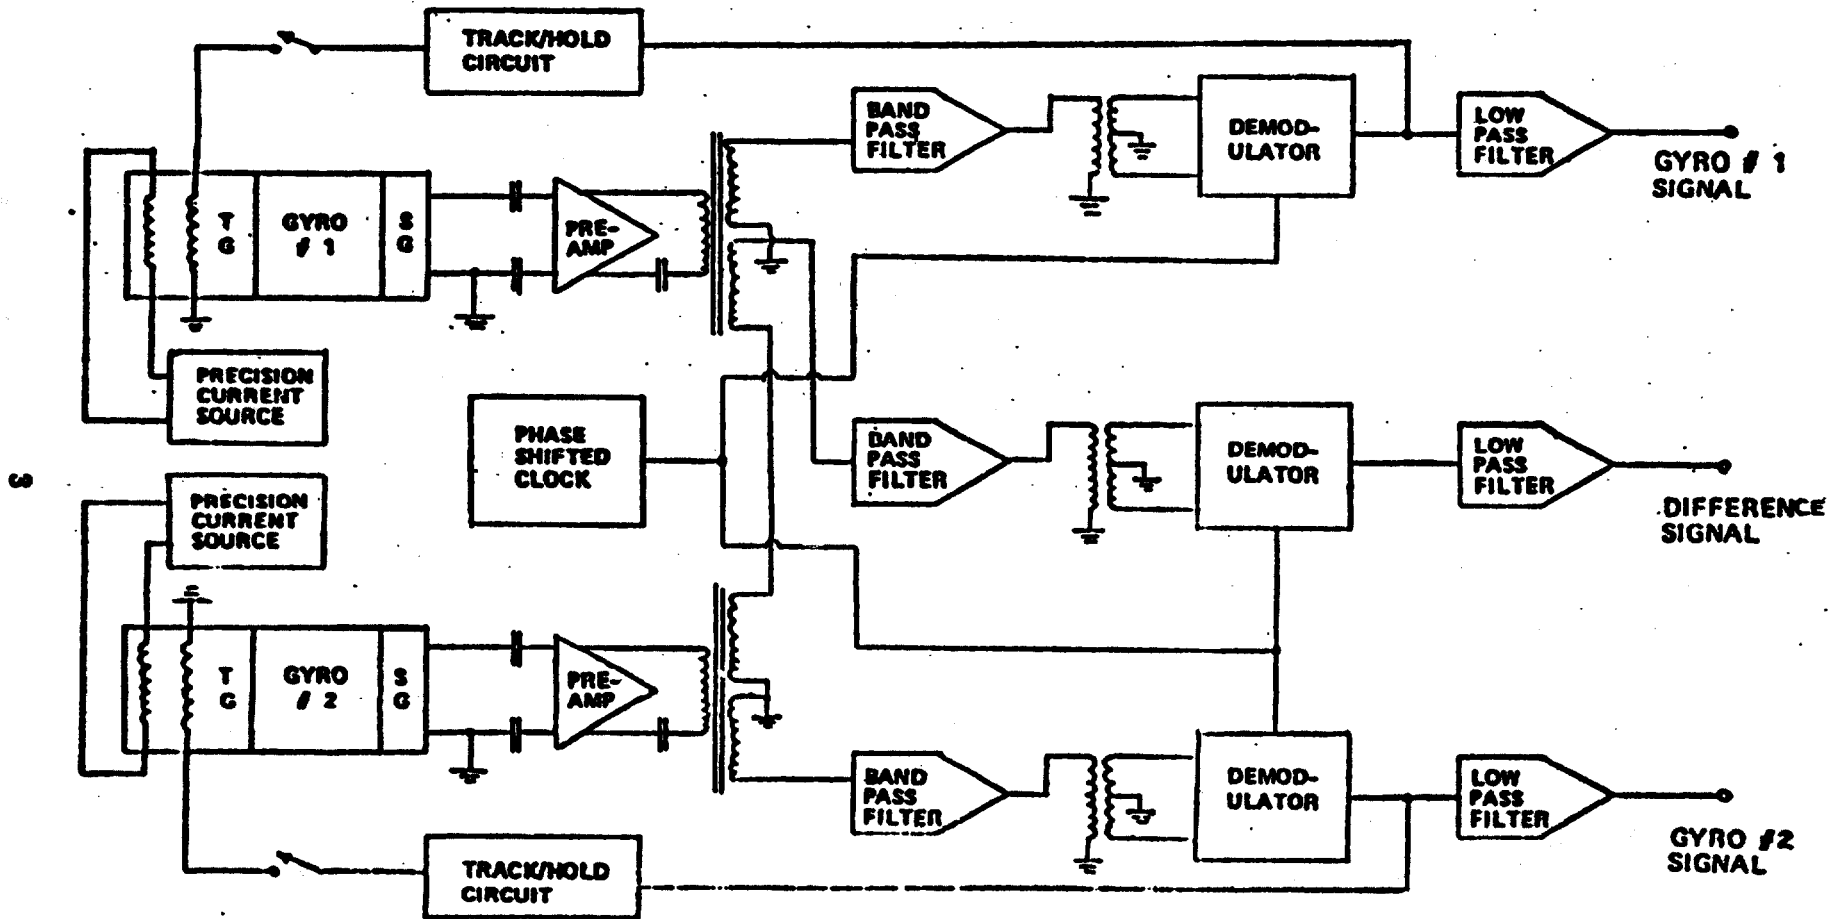 TRACK/HOLD
CIRCUIT
BAND
PASS
FILTER
DEMOD-
ULATOR
LOW
PASS
FILTER
GYRO # 1
SIGNAL
T
G
GYRO
# 1
S
G
PRE-
AMP
PRECISION
CURRENT
SOURCE
PHASE
SHIFTED
CLOCK
BAND
PASS
FILTER
DEMOD-
ULATOR
LOW
PASS
FILTER
DIFFERENCE
SIGNAL
3
PRECISION
CURRENT
SOURCE
T
G
GYRO
# 2
S
G
PRE-
AMP
BAND
PASS
FILTER
DEMOD-
ULATOR
LOW
PASS
FILTER
GYRO #2
SIGNAL
TRACK/HOLD
CIRCUIT